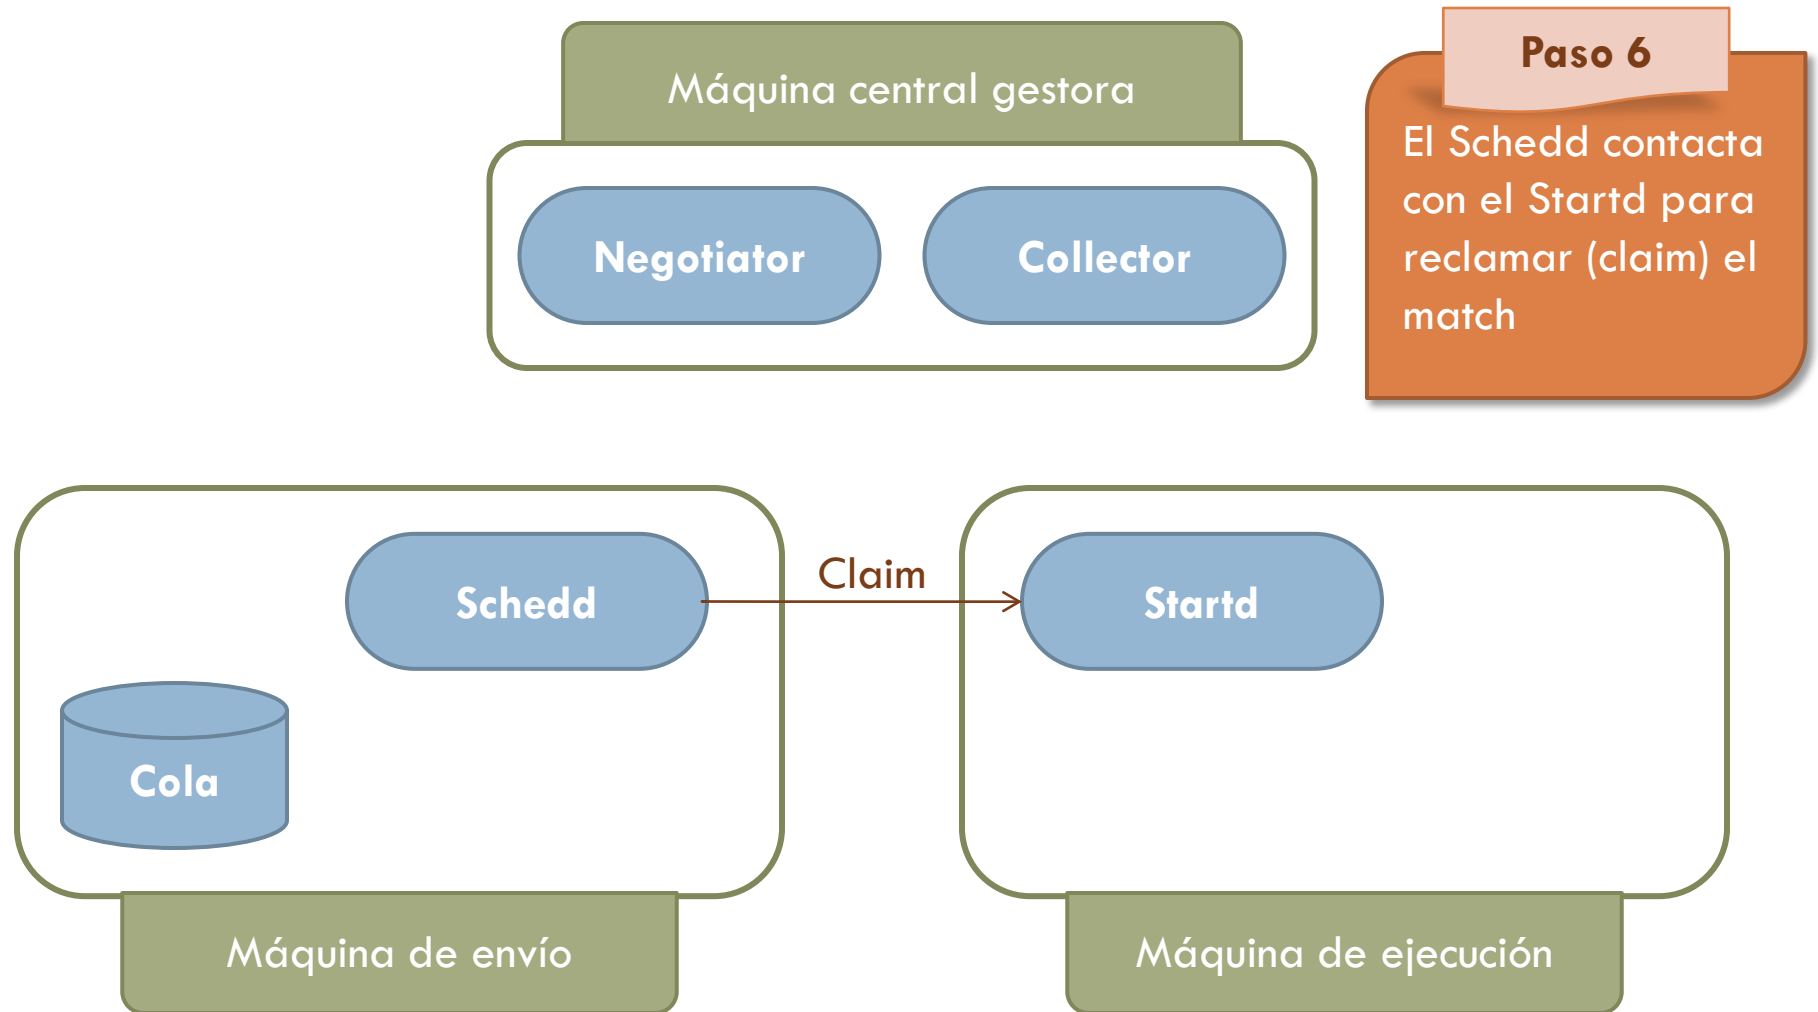 Máquina central gestora
Negotiator
Collector
Paso 6
El Schedd contacta
con el Startd para
reclamar (claim) el
match
Schedd
Claim
Startd
Cola
Máquina de envío
Máquina de ejecución